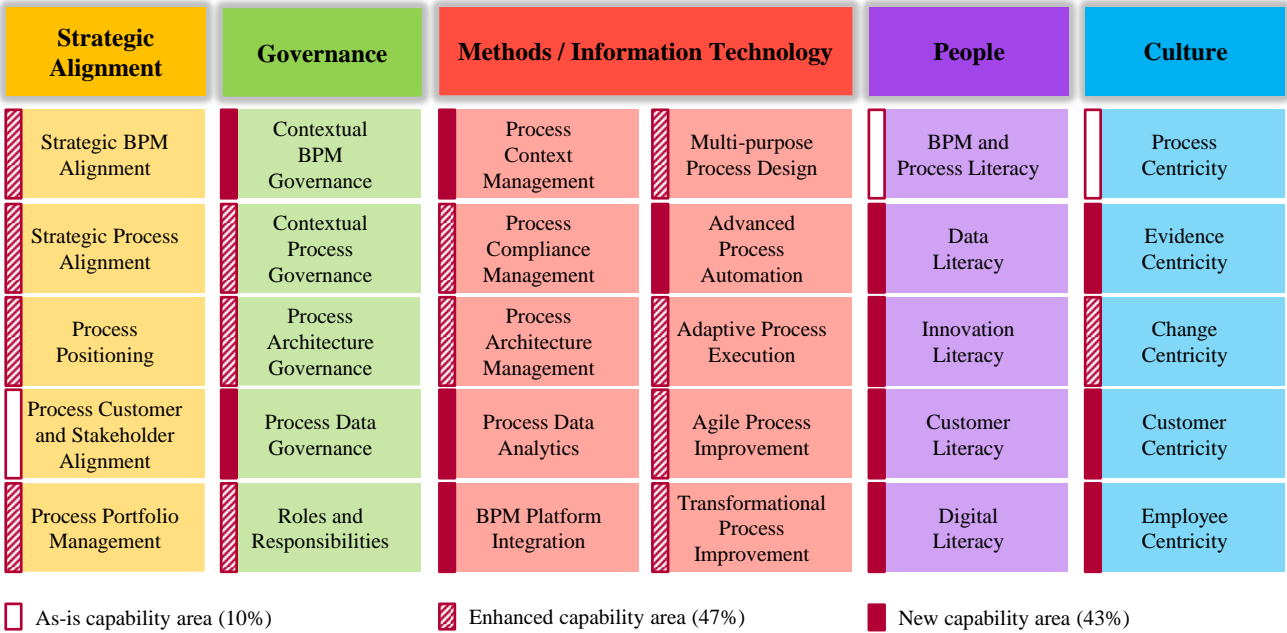 Strategic
Alignment
Governance
Methods / Information Technology
People
Culture
Strategic BPM
Alignment
Contextual
BPM
Governance
Process
Context
Management
Multi-purpose
Process Design
BPM and
Process Literacy
Process
Centricity
Strategic Process
Alignment
Contextual
Process
Governance
Process
Compliance
Management
Advanced
Process
Automation
Data
Literacy
Evidence
Centricity
Process
Positioning
Process
Architecture
Governance
Process
Architecture
Management
Adaptive Process
Execution
Innovation
Literacy
Change
Centricity
Process Customer
and Stakeholder
Alignment
Process Data
Governance
Process Data
Analytics
Agile Process
Improvement
Customer
Literacy
Customer
Centricity
Process Portfolio
Management
Roles and
Responsibilities
BPM Platform
Integration
Transformational
Process
Improvement
Digital
Literacy
Employee
Centricity
As-is capability area (10%)
Enhanced capability area (47%)
New capability area (43%)